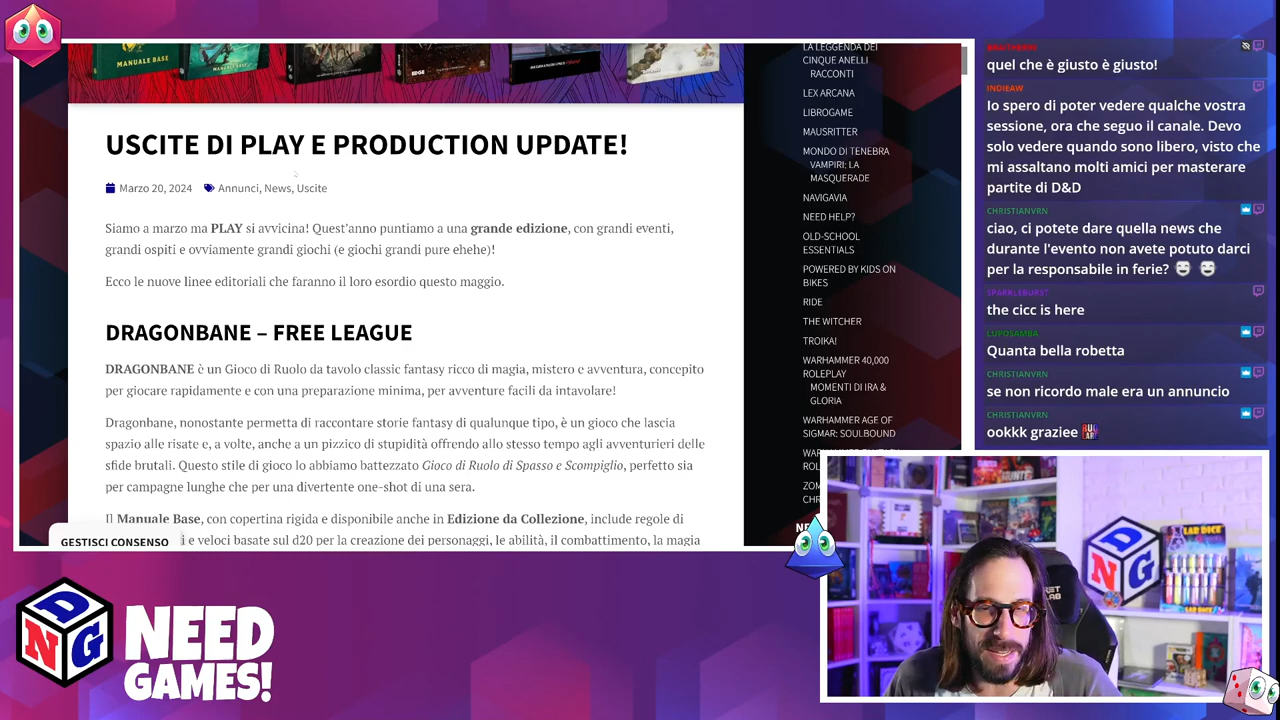 MANUALE BASE
MANUALE BASE
EDGE
USCITE DI PLAY E PRODUCTION UPDATE!
Marzo 20, 2024 Annunci, News, Uscite
Siamo a marzo ma PLAY si avvicina! Quest'anno puntiamo a una grande edizione, con grandi eventi,
grandi ospiti e ovviamente grandi giochi (e giochi grandi pure ehehe)!
Ecco le nuove linee editoriali che faranno il loro esordio questo maggio.
DRAGONBANE – FREE LEAGUE
DRAGONBANE è un Gioco di Ruolo da tavolo classic fantasy ricco di magia, mistero e avventura, concepito
per giocare rapidamente e con una preparazione minima, per avventure facili da intavolare!
Dragonbane, nonostante permetta di raccontare storie fantasy di qualunque tipo, è un gioco che lascia
spazio alle risate e, a volte, anche a un pizzico di stupidità offrendo allo stesso tempo agli avventurieri delle
sfide brutali. Questo stile di gioco lo abbiamo battezzato Gioco di Ruolo di Spasso e Scompiglio, perfetto sia
per campagne lunghe che per una divertente one-shot di una sera.
Il Manuale Base, con copertina rigida e disponibile anche in Edizione da Collezione, include regole di
i e veloci basate sul d20 per la creazione dei personaggi, le abilità, il combattimento, la magia
GESTISCI CONSENSO
LA LEGGENDA DEI
CINQUE ANELLI
RACCONTI
LEX ARCANA
LIBROGAME
MAUSRITTER
MONDO DI TENEBRA
VAMPIRI: LA
MASQUERADE
NAVIGAVIA
NEED HELP?
OLD-SCHOOL
ESSENTIALS
POWERED BY KIDS ON
BIKES
RIDE
THE WITCHER
TROIKA!
WARHAMMER 40,000
ROLEPLAY
MOMENTI DI IRA &
GLORIA
WARHAMMER AGE OF
SIGMAR: SOULBOUND
quel che è giusto è giusto!
INDIEAW
Io spero di poter vedere qualche vostra
sessione, ora che seguo il canale. Devo
solo vedere quando sono libero, visto che
mi assaltano molti amici per masterare
partite di D&D
CHRISTIANVRN
ciao, ci potete dare quella news che
durante l'evento non avete potuto darci
per la responsabile in ferie?
SPARKLEBURST
the cicc is here
LUPOSAMBA
Quanta bella robetta
CHRISTIANVRN
se non ricordo male era un annuncio
CHRISTIANVRN
ookkk graziee
DNG
LAB DICE
LAB DICE
DNG
NEED
GAMES!